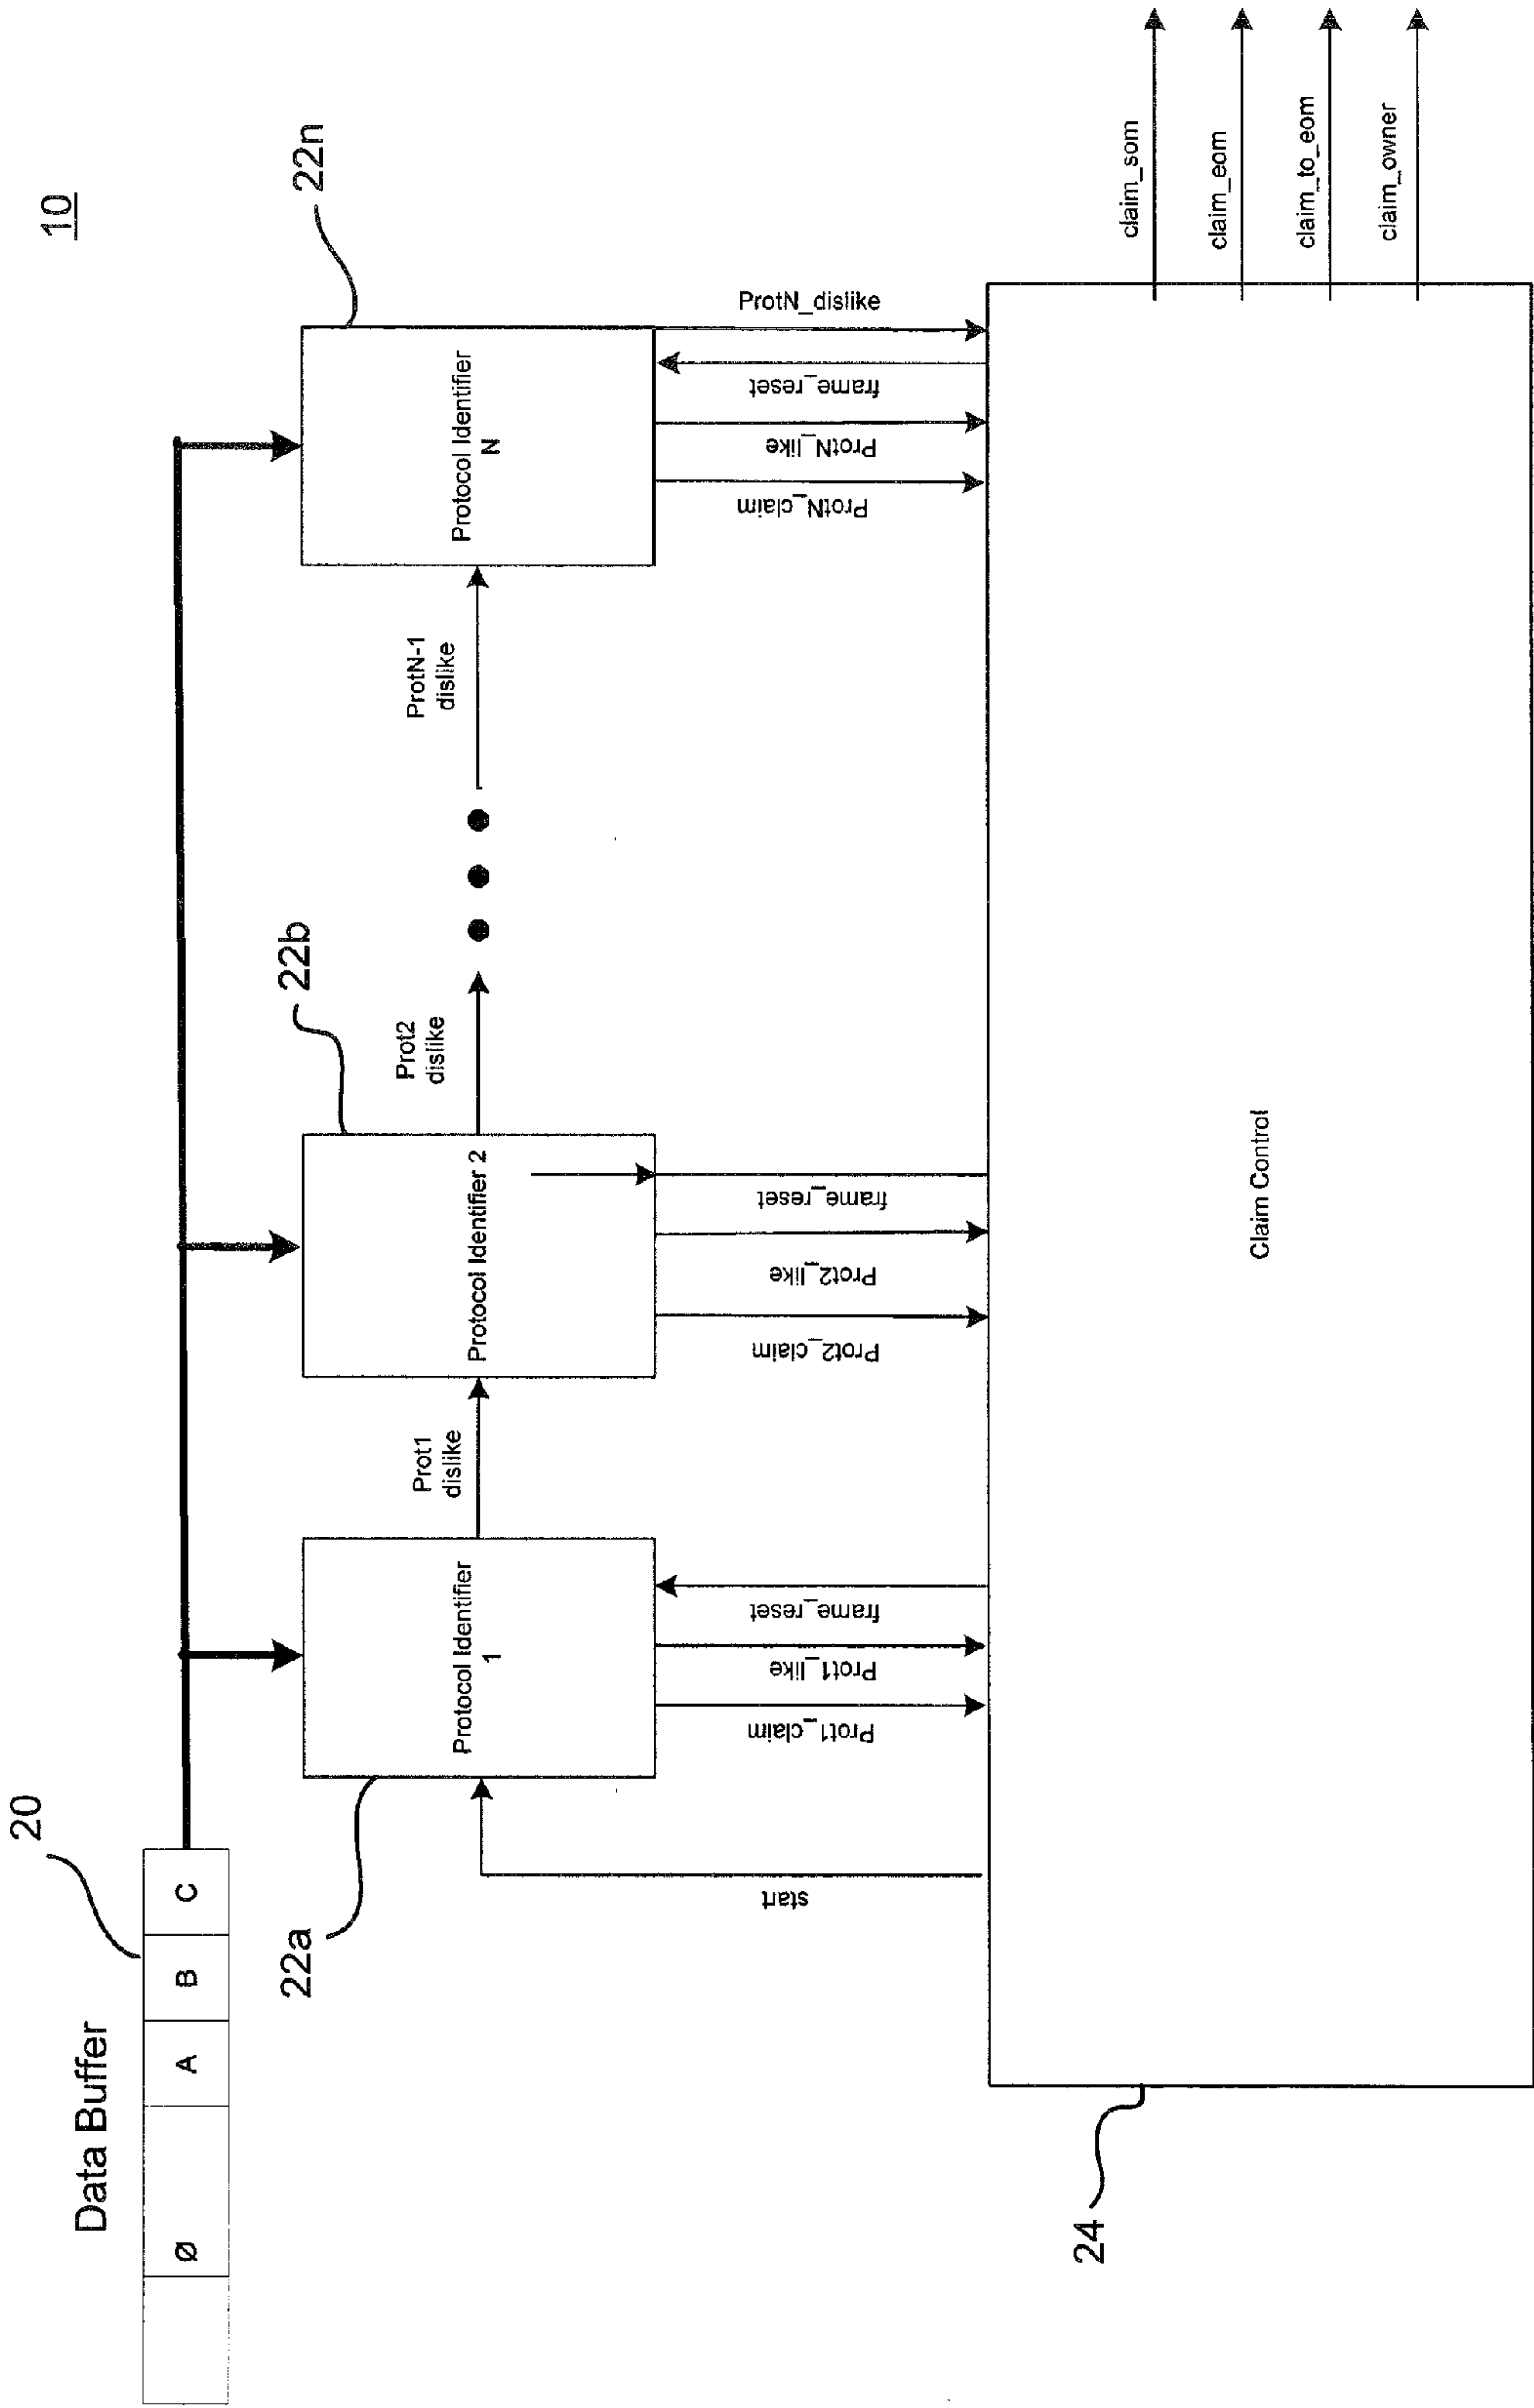 10
Data Buffer
20
Ø
A
B
C
22a
22b
22n
Protocol Identifier
1
Prot1
dislike
Protocol Identifier 2
Prot2
dislike
ProtN-1
dislike
Protocol Identifier
N
start
Prot1_claim
Prot1_like
frame_reset
Prot2_claim
Prot2_like
frame_reset
ProtN_claim
ProtN_like
frame_reset
ProtN_dislike
24
Claim Control
claim_som
claim_eom
claim_to_eom
claim_owner